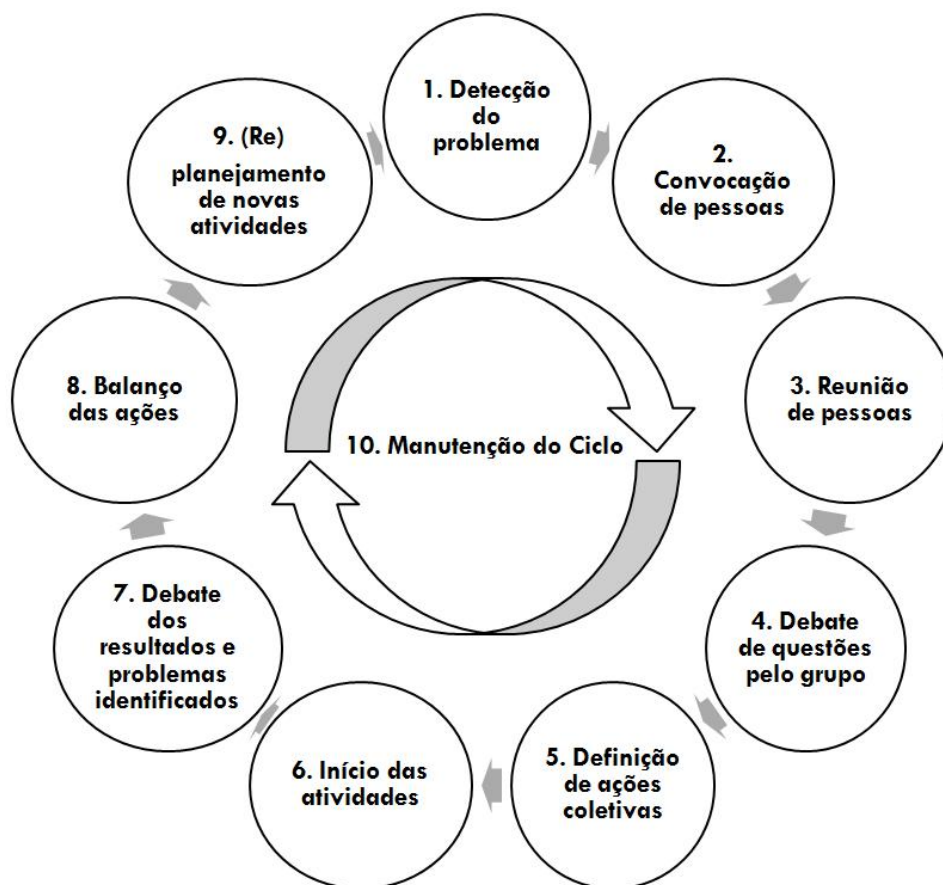 1. Detecção
do
problema
2.
Convocação
de pessoas
3. Reunião
de pessoas
4. Debate
de questões
pelo grupo
5. Definição
de ações
coletivas
6. Início das
atividades
7. Debate
dos
resultados e
problemas
identificados
8. Balanço
das ações
9. (Re)
planejamento
de novas
atividades
10. Manutenção do Ciclo